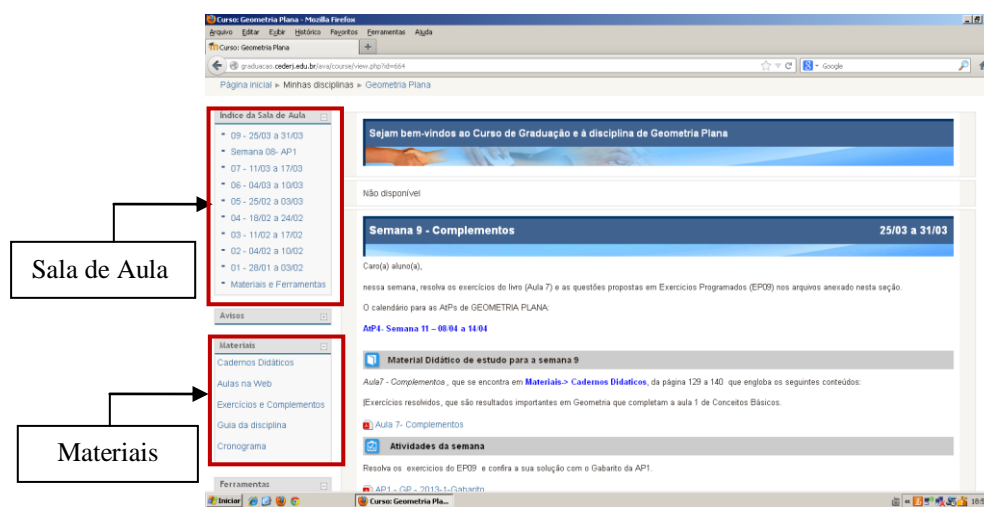 Curso: Geometria Plana - Mozilla Firefox
Arquivo Editar Exibir Histórico Favoritos Ferramentas Ajuda
Curso: Geometria Plana
graduacao.cederj.edu.br/ava/course/view.php?id=664
Google
Página inicial ► Minhas disciplinas ► Geometria Plana
Índice da Sala de Aula
09 - 25/03 a 31/03
Semana 08- AP1
07 - 11/03 a 17/03
06 - 04/03 a 10/03
05 - 25/02 a 03/03
04 - 18/02 a 24/02
03 - 11/02 a 17/02
02 - 04/02 a 10/02
01 - 28/01 a 03/02
Materiais e Ferramentas
Avisos
Materiais
Cadernos Didáticos
Aulas na Web
Exercícios e Complementos
Guia da disciplina
Cronograma
Ferramentas
Sala de Aula
Materiais
Sejam bem-vindos ao Curso de Graduação e à disciplina de Geometria Plana
Não disponível
Semana 9 - Complementos 25/03 a 31/03
Caro(a) aluno(a),
nessa semana, resolva os exercícios do livro (Aula 7) e as questões propostas em Exercicios Programados (EP09) nos arquivos anexado nesta seção.
O calendário para as AtPs de GEOMETRIA PLANA:
AtP4- Semana 11 – 08/04 a 14/04
Material Didático de estudo para a semana 9
Aula7 - Complementos , que se encontra em Materiais-> Cadernos Didaticos, da página 129 a 140 que engloba os seguintes conteúdos:
Exercícios resolvidos, que são resultados importantes em Geometria que completam a aula 1 de Conceitos Básicos.
Aula 7- Complementos
Atividades da semana
Resolva os exercicios do EP09 e confira a sua solução com o Gabarito da AP1.
AP1 - GP - 2013-1-Gabarito
Iniciar
Curso: Geometria Pla...